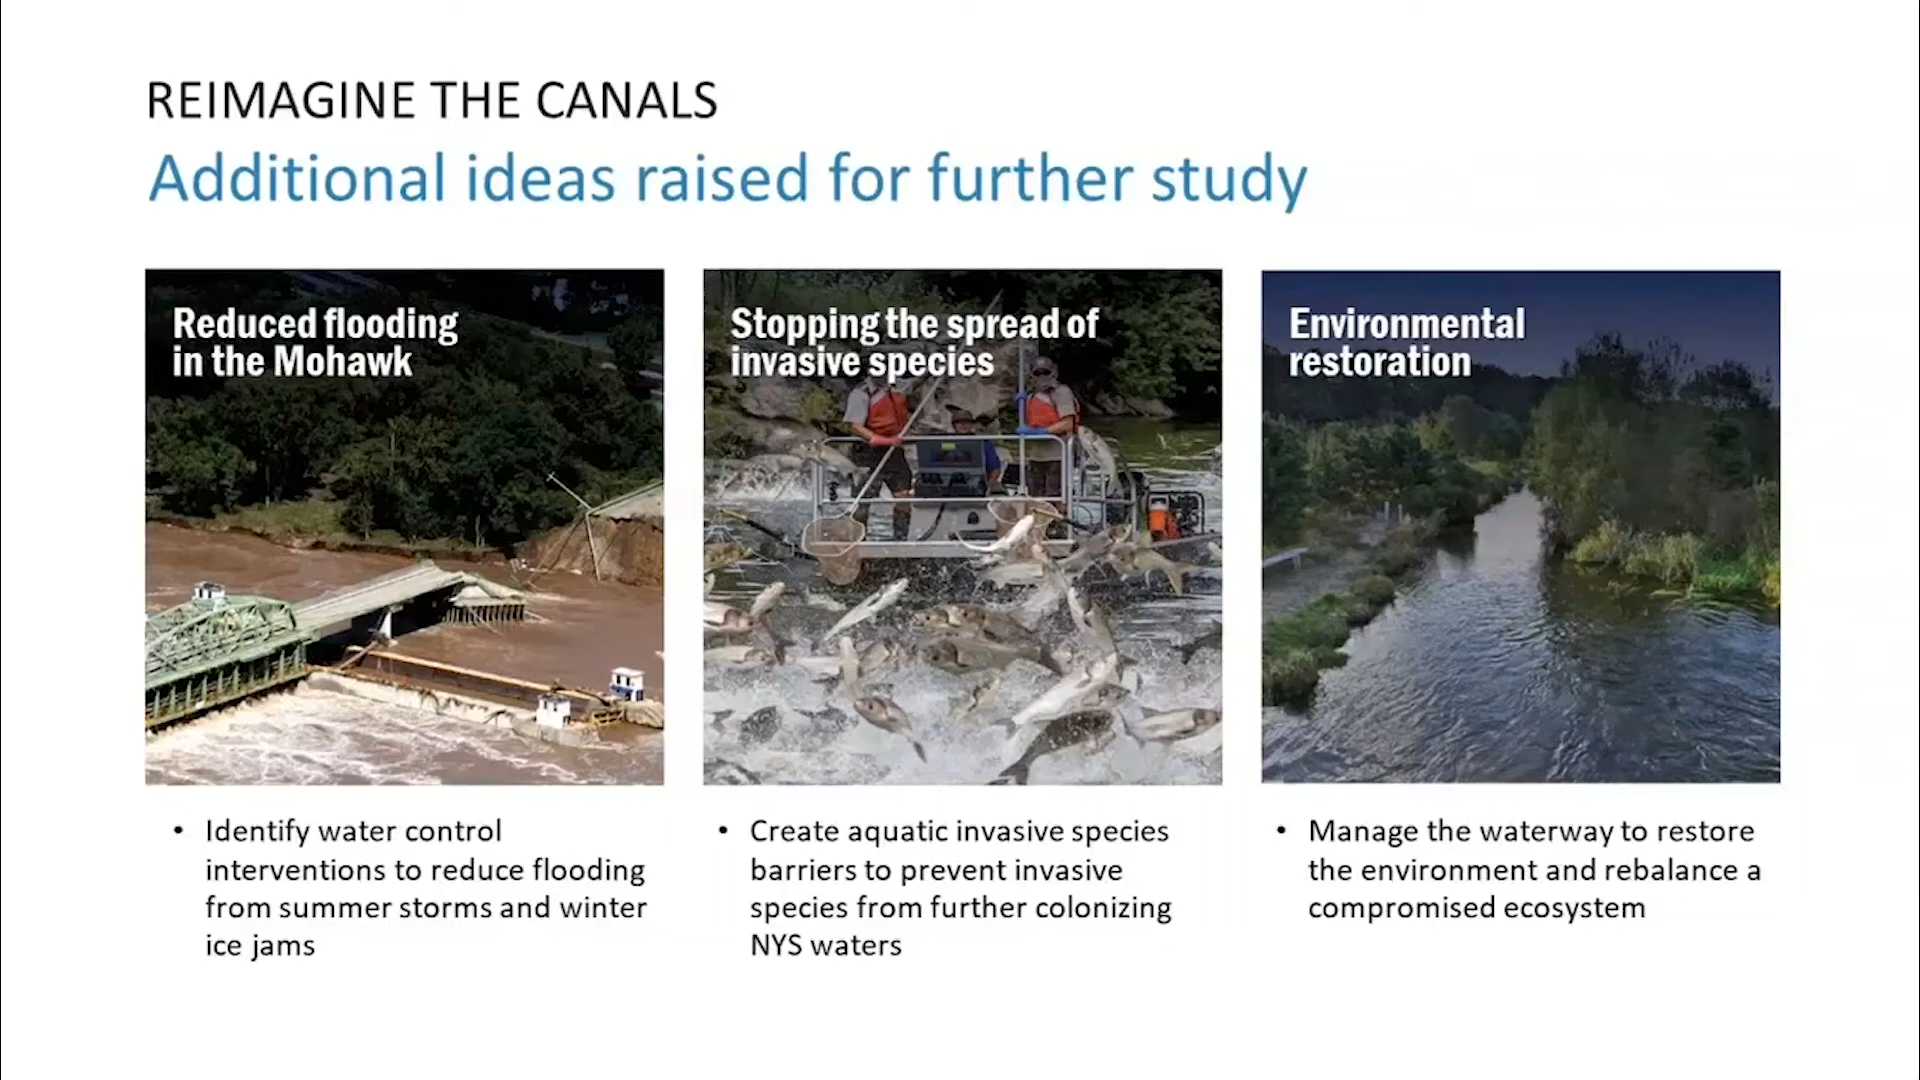 REIMAGINE THE CANALS
Additional ideas raised for further study
Reduced flooding
in the Mohawk
Stopping the spread of
invasive species
Environmental
restoration
• Identify water control
interventions to reduce flooding
from summer storms and winter
ice jams
• Create aquatic invasive species
barriers to prevent invasive
species from further colonizing
NYS waters
• Manage the waterway to restore
the environment and rebalance a
compromised ecosystem